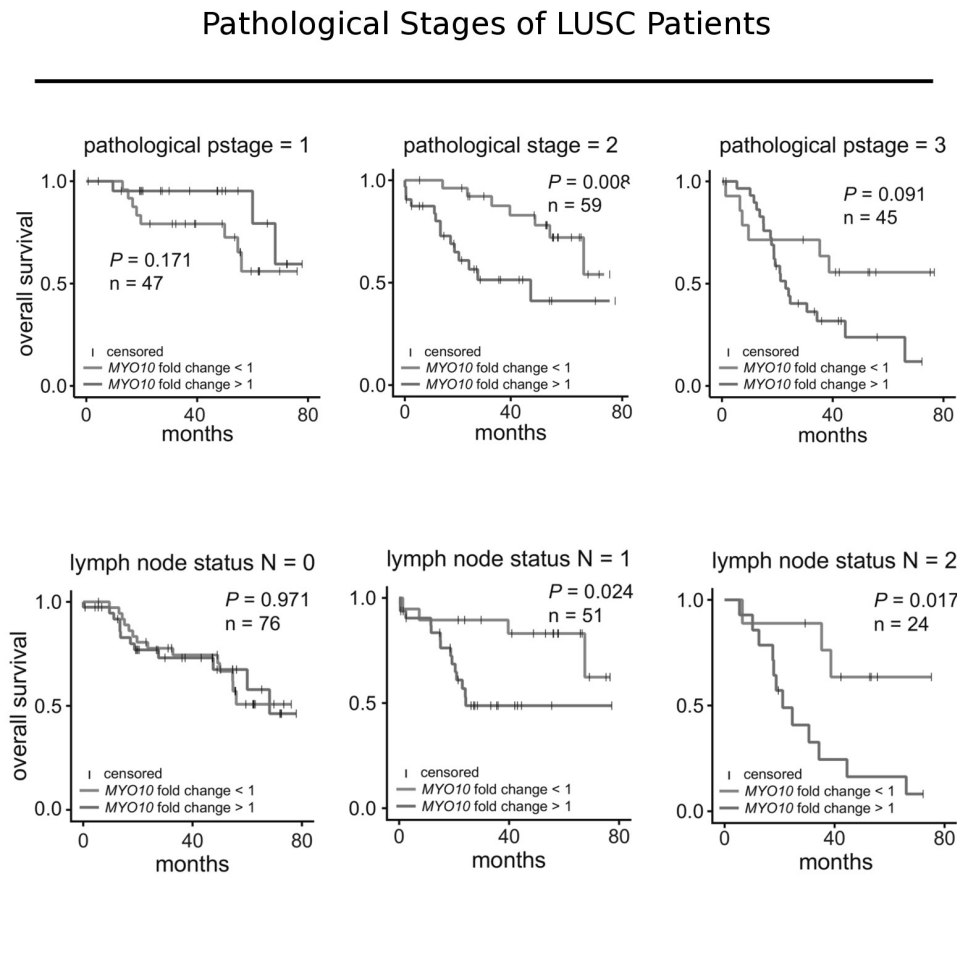 Pathological Stages of LUSC Patients
pathological pstage = 1
1.0
0.5
0.0
overall survival
P = 0.171
n = 47
censored
MYO10 fold change < 1
MYO10 fold change > 1
0 40 80
months
pathological stage = 2
1.0
0.5
0.0
P = 0.008
n = 59
censored
MYO10 fold change < 1
MYO10 fold change > 1
0 40 80
months
pathological pstage = 3
1.0
0.5
0.0
P = 0.091
n = 45
censored
MYO10 fold change < 1
MYO10 fold change > 1
0 40 80
months
lymph node status N = 0
1.0
0.5
0.0
overall survival
P = 0.971
n = 76
censored
MYO10 fold change < 1
MYO10 fold change > 1
0 40 80
months
lymph node status N = 1
1.0
0.5
0.0
P = 0.024
n = 51
censored
MYO10 fold change < 1
MYO10 fold change > 1
0 40 80
months
lymph node status N = 2
1.0
0.5
0.0
P = 0.017
n = 24
censored
MYO10 fold change < 1
MYO10 fold change > 1
0 40 80
months